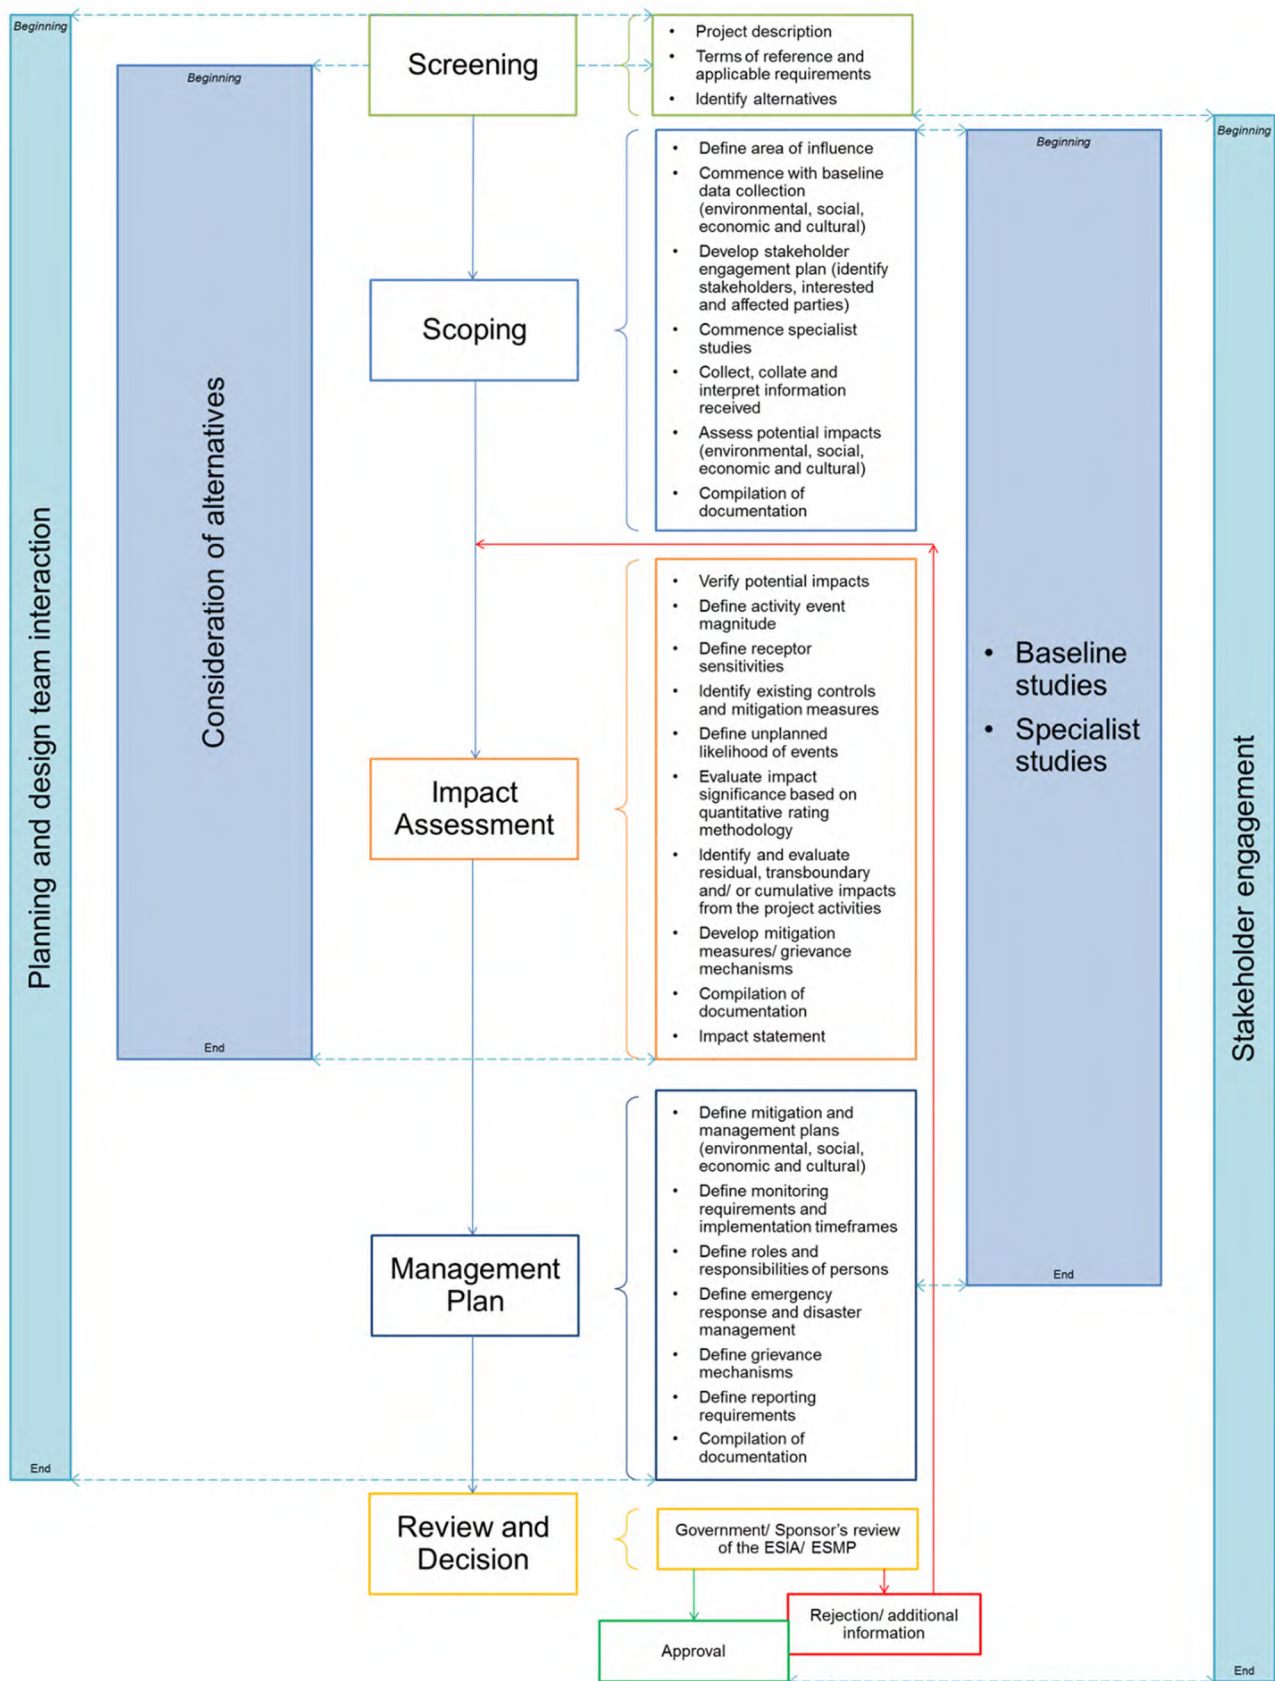 Beginning
Planning and design team interaction
End
Beginning
Consideration of alternatives
End
Screening
• Project description
• Terms of reference and
applicable requirements
• Identify alternatives
Scoping
• Define area of influence
• Commence with baseline
data collection
(environmental, social,
economic and cultural)
• Develop stakeholder
engagement plan (identify
stakeholders, interested
and affected parties)
• Commence specialist
studies
• Collect, collate and
interpret information
received
• Assess potential impacts
(environmental, social,
economic and cultural)
• Compilation of
documentation
Impact
Assessment
• Verify potential impacts
• Define activity event
magnitude
• Define receptor
sensitivities
• Identify existing controls
and mitigation measures
• Define unplanned
likelihood of events
• Evaluate impact
significance based on
quantitative rating
methodology
• Identify and evaluate
residual, transboundary
and/ or cumulative impacts
from the project activities
• Develop mitigation
measures/ grievance
mechanisms
• Compilation of
documentation
• Impact statement
Management
Plan
• Define mitigation and
management plans
(environmental, social,
economic and cultural)
• Define monitoring
requirements and
implementation timeframes
• Define roles and
responsibilities of persons
• Define emergency
response and disaster
management
• Define grievance
mechanisms
• Define reporting
requirements
• Compilation of
documentation
Review and
Decision
Government/ Sponsor's review
of the ESIA/ ESMP
Rejection/ additional
information
Approval
Beginning
• Baseline
studies
• Specialist
studies
End
Beginning
Stakeholder engagement
End